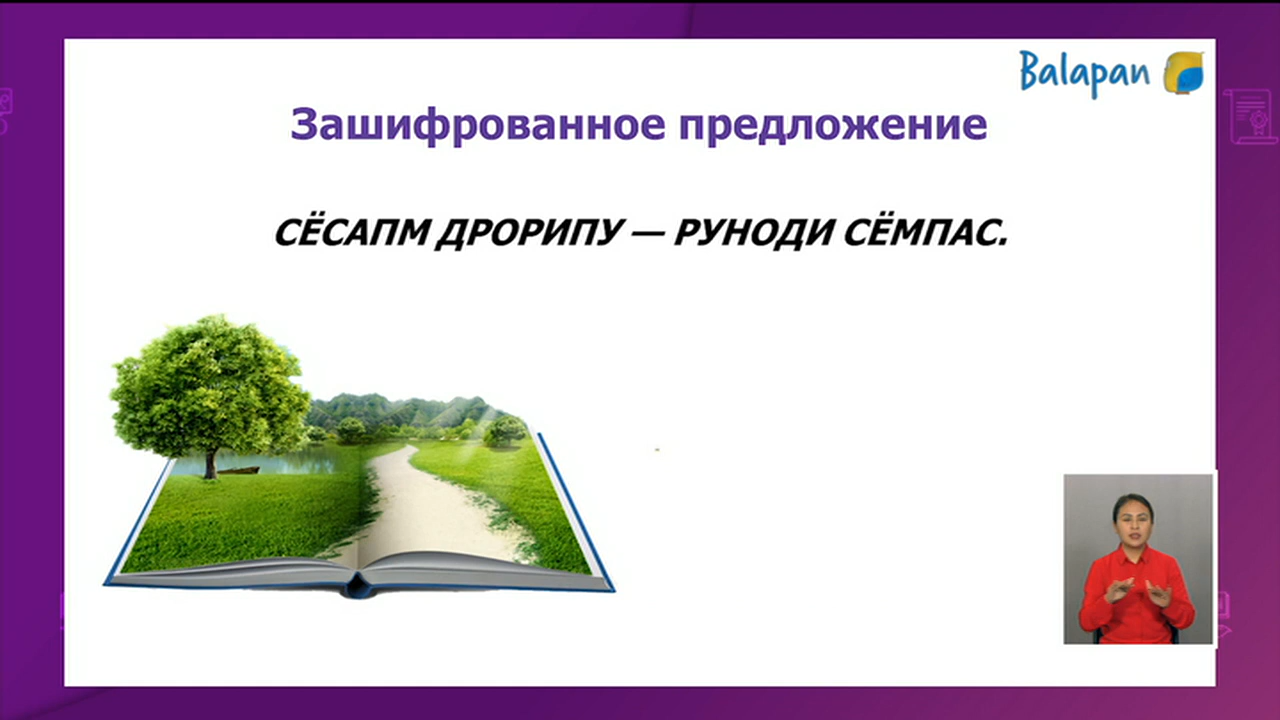 Balapan
Зашифрованное предложение
СЁСАПМ ДРОРИПУ — РУНОДИ СЁМПАС.